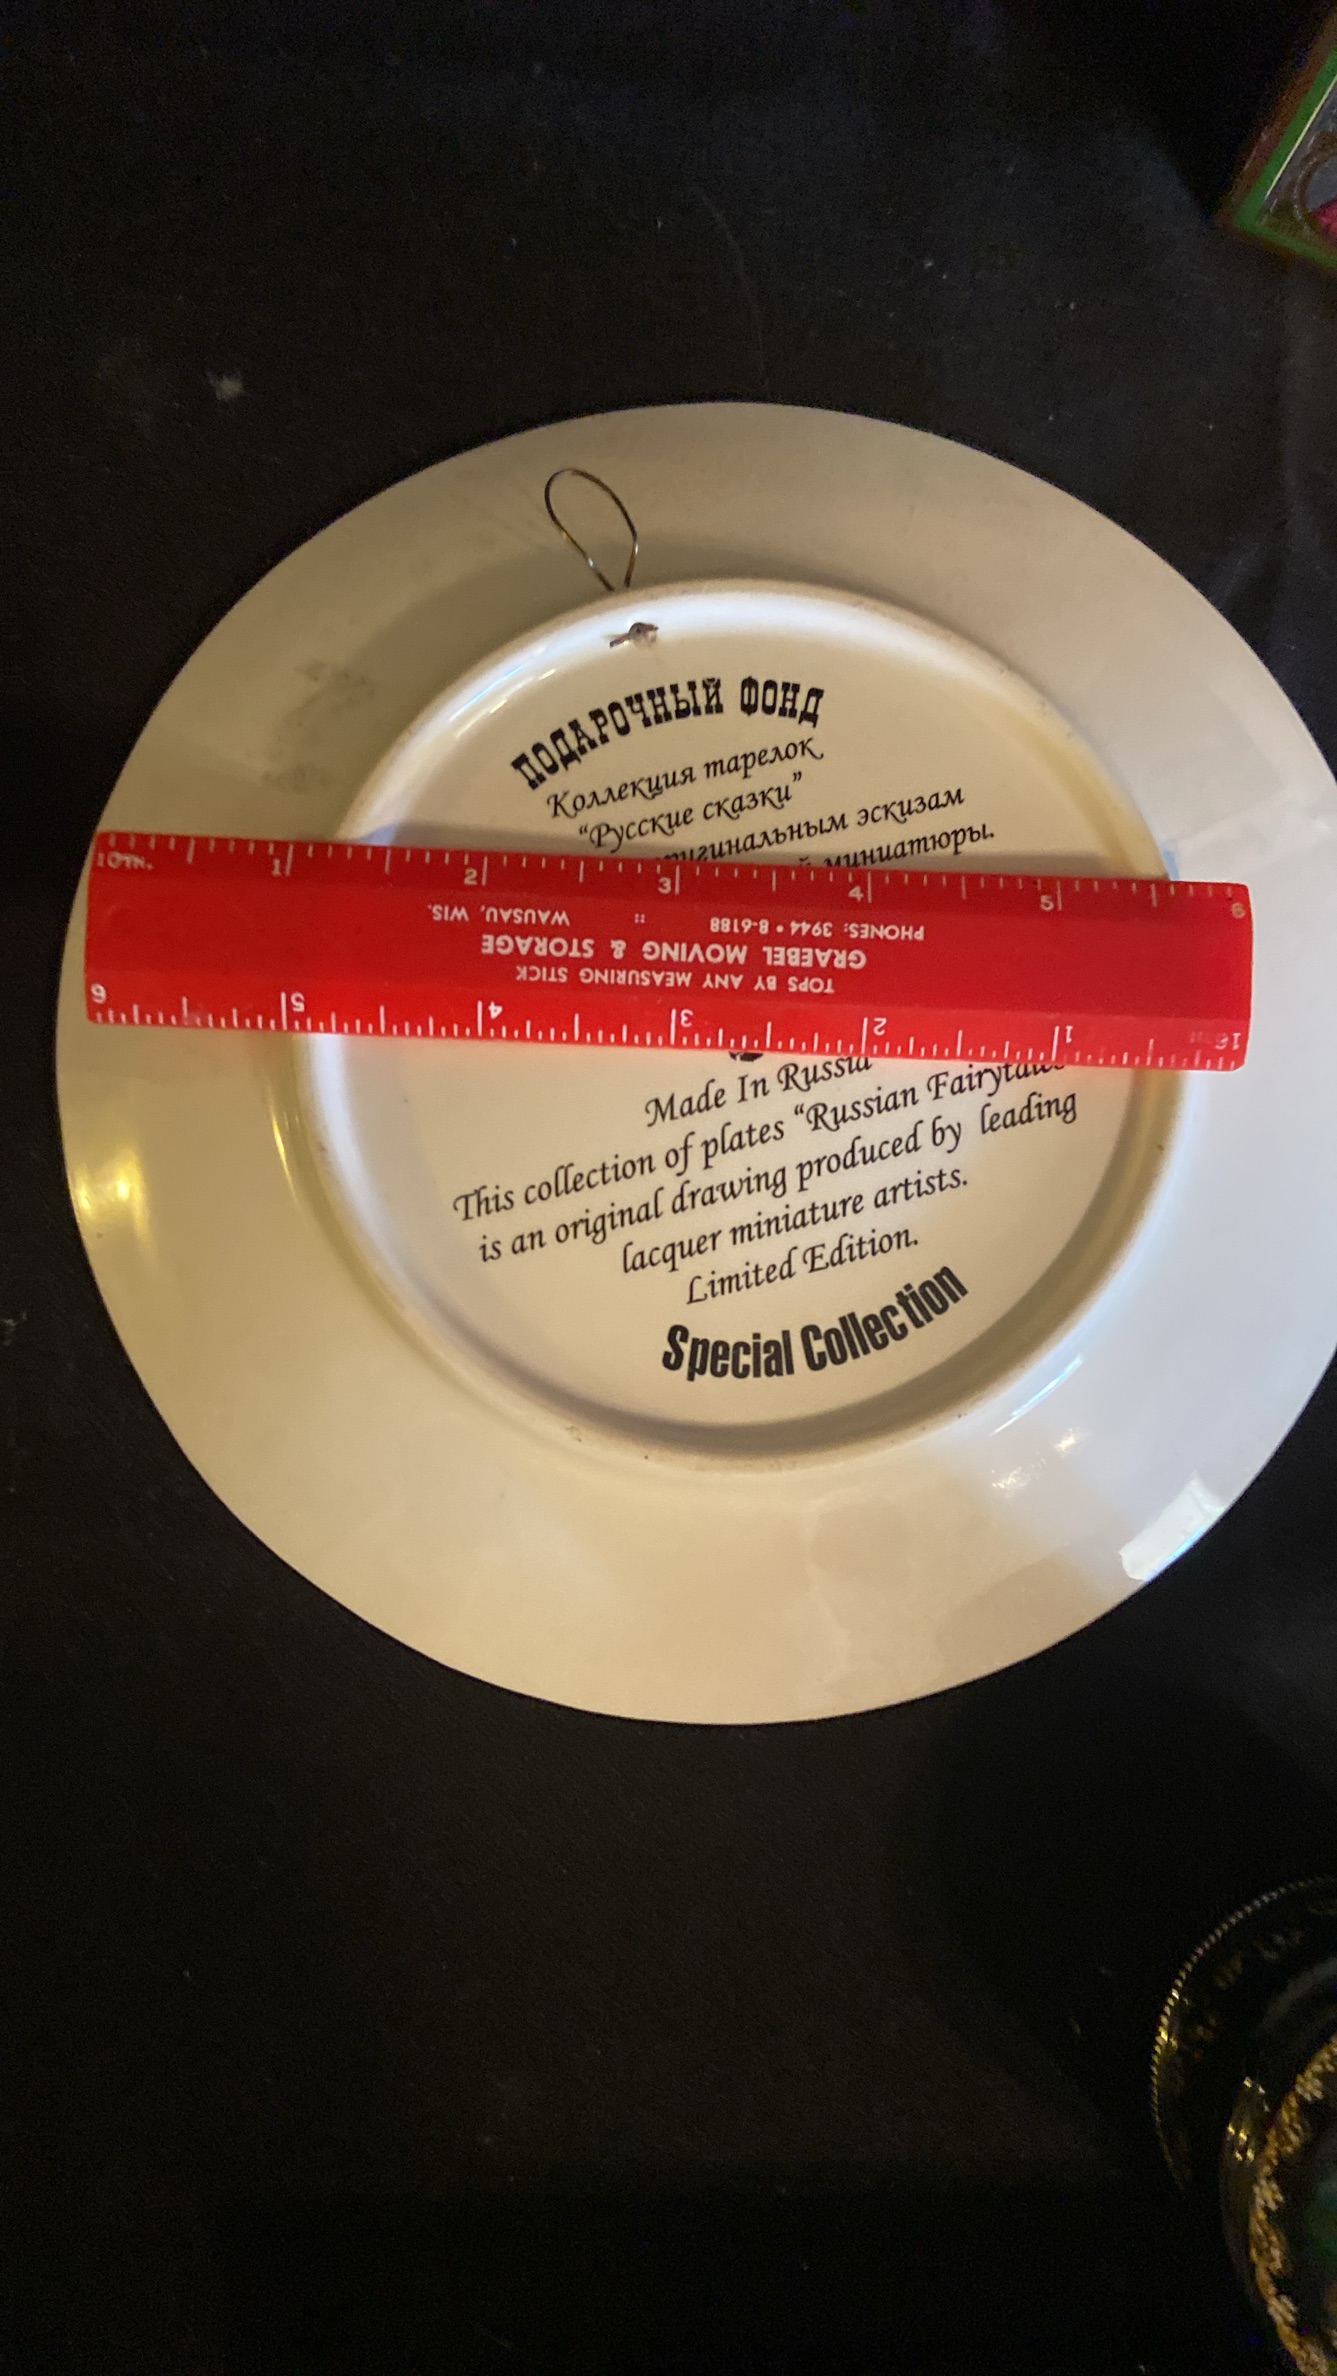 ПОДАРОЧНЫЙ ФОНД
Коллекция тарелок
“Русские сказки”
эскизам
миниатюры.
1 2 3 4 5 6
WAUSAU, WIS. PHONES: 3944 • 8-6188
GRAEBEL MOVING & STORAGE
TOPS BY ANY MEASURING STICK
6 5 4 3 2 1 16
Made In Russia
This collection of plates “Russian Fairytales
is an original drawing produced by leading
lacquer miniature artists.
Limited Edition.
Special Collection